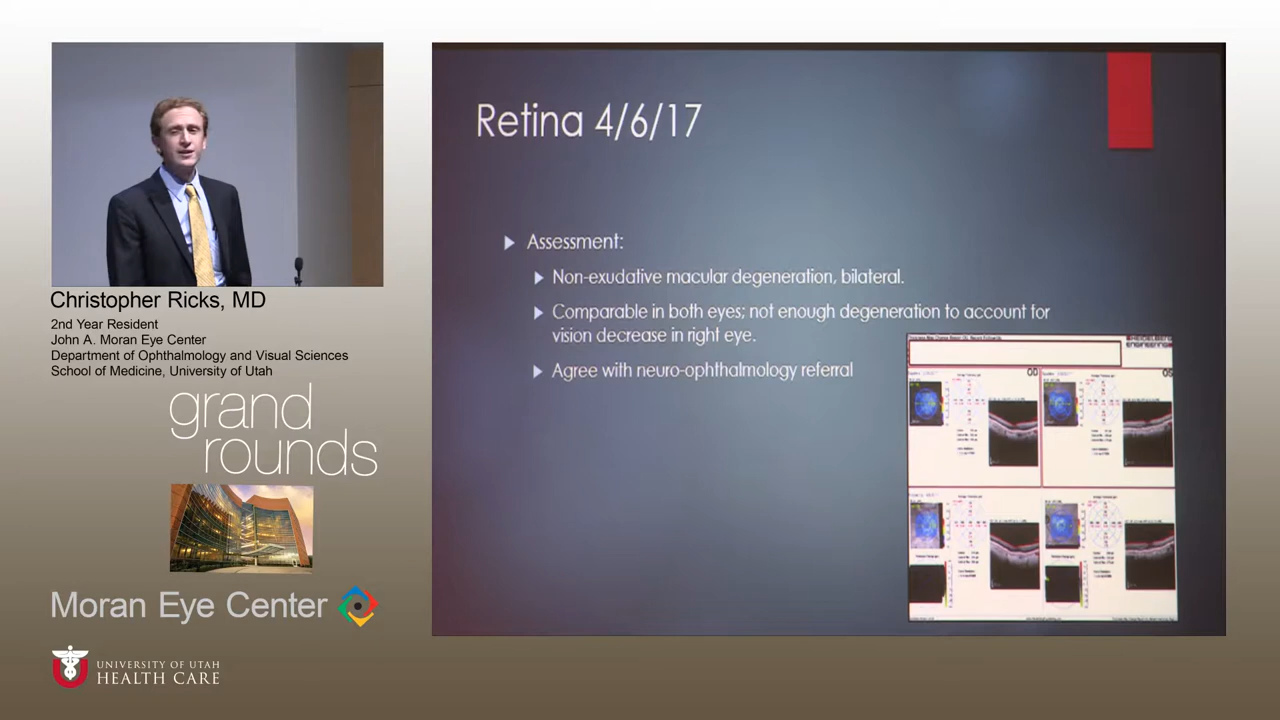 Retina 4/6/17
Assessment:
Non-exudative macular degeneration, bilateral.
Comparable in both eyes; not enough degeneration to account for
vision decrease in right eye.
Agree with neuro-ophthalmology referral
OD
OS
Christopher Ricks, MD
2nd Year Resident
John A. Moran Eye Center
Department of Ophthalmology and Visual Sciences
School of Medicine, University of Utah
grand
rounds
Moran Eye Center
UNIVERSITY OF UTAH
HEALTH CARE